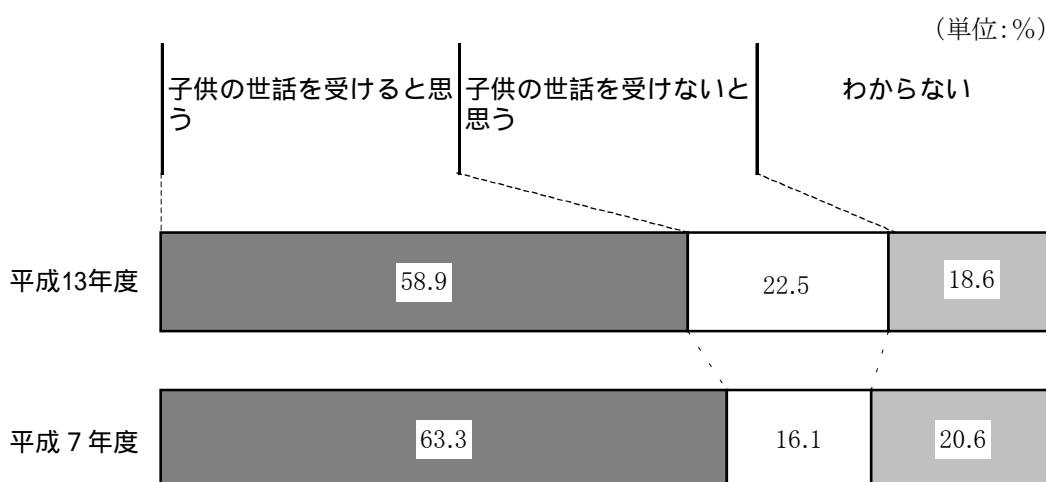 (単位:%)
子供の世話を受けると思
う
子供の世話を受けないと
思う
わからない
平成13年度
58.9
22.5
18.6
平成7年度
63.3
16.1
20.6